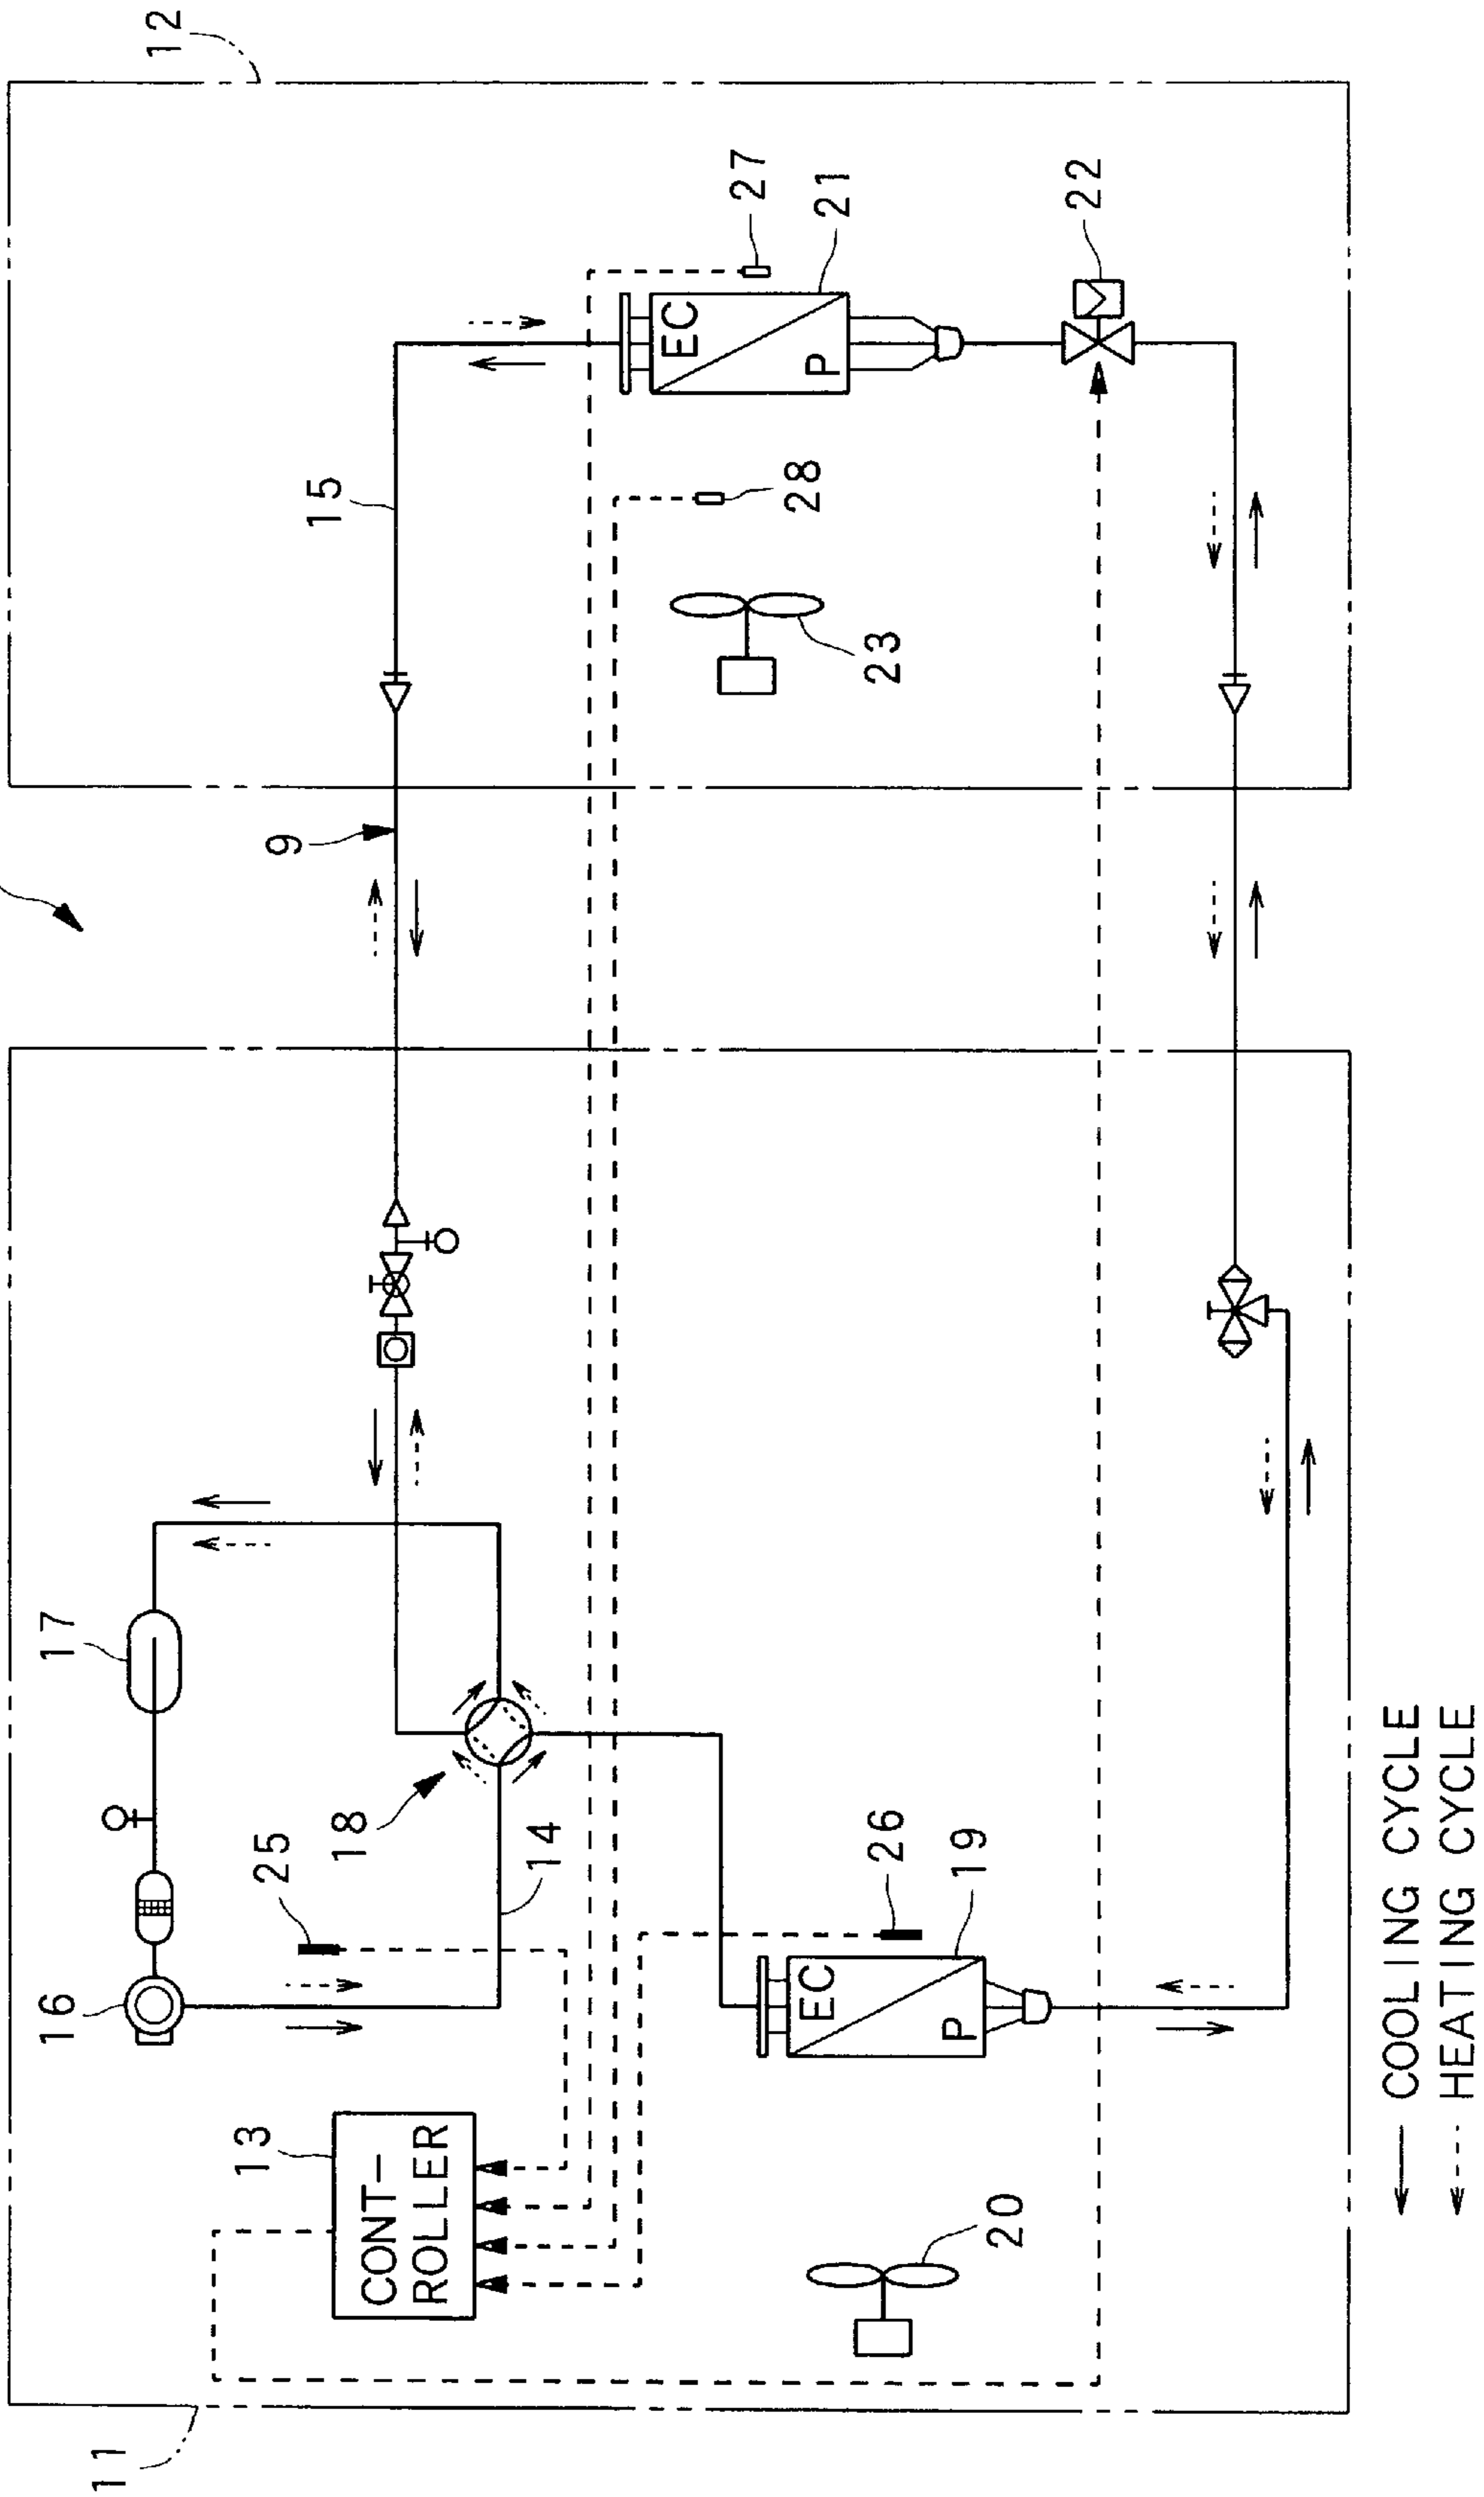 11
12
13
CONT-
ROLLER
16
25
17
18
14
9
15
26
19
20
EC
P
23
28
27
21
EC
P
22
COOLING CYCLE
HEATING CYCLE